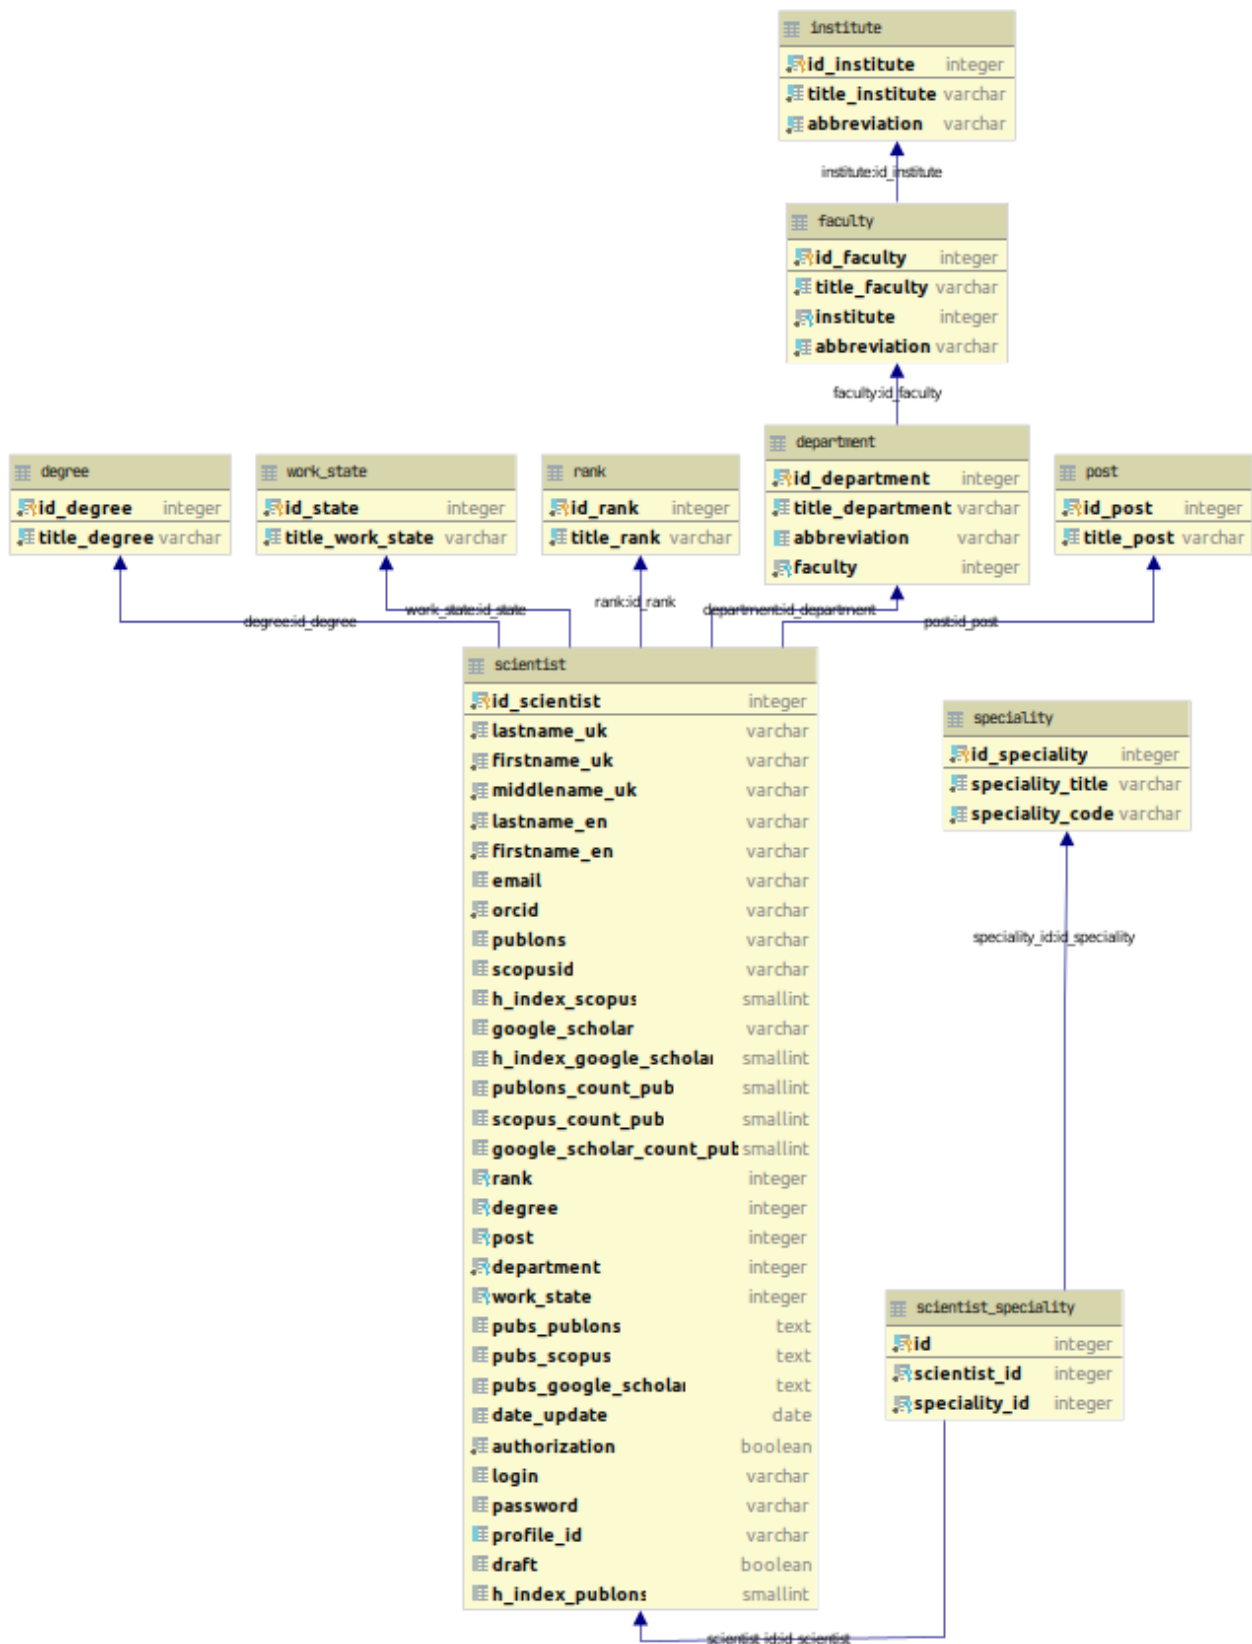 institute
id_institute integer
title_institute varchar
abbreviation varchar
institute:id_institute
faculty
id_faculty integer
title_faculty varchar
institute integer
abbreviation varchar
faculty:id_faculty
department
id_department integer
title_department varchar
abbreviation varchar
faculty integer
degree
id_degree integer
title_degree varchar
work_state
id_state integer
title_work_state varchar
rank
id_rank integer
title_rank varchar
post
id_post integer
title_post varchar
degree:id_degree
work_state:id_state
rank:id_rank
department:id_department
post:id_post
scientist
id_scientist integer
lastname_uk varchar
firstname_uk varchar
middlename_uk varchar
lastname_en varchar
firstname_en varchar
email varchar
orcid varchar
publons varchar
scopusid varchar
h_index_scopus smallint
google_scholar varchar
h_index_google_scholar smallint
publons_count_pub smallint
scopus_count_pub smallint
google_scholar_count_pub smallint
rank integer
degree integer
post integer
department integer
work_state integer
pubs_publons text
pubs_scopus text
pubs_google_scholar text
date_update date
authorization boolean
login varchar
password varchar
profile_id varchar
draft boolean
h_index_publons smallint
speciality
id_speciality integer
speciality_title varchar
speciality_code varchar
speciality_id:id_speciality
scientist_speciality
id integer
scientist_id integer
speciality_id integer
scientist_id:id_scientist